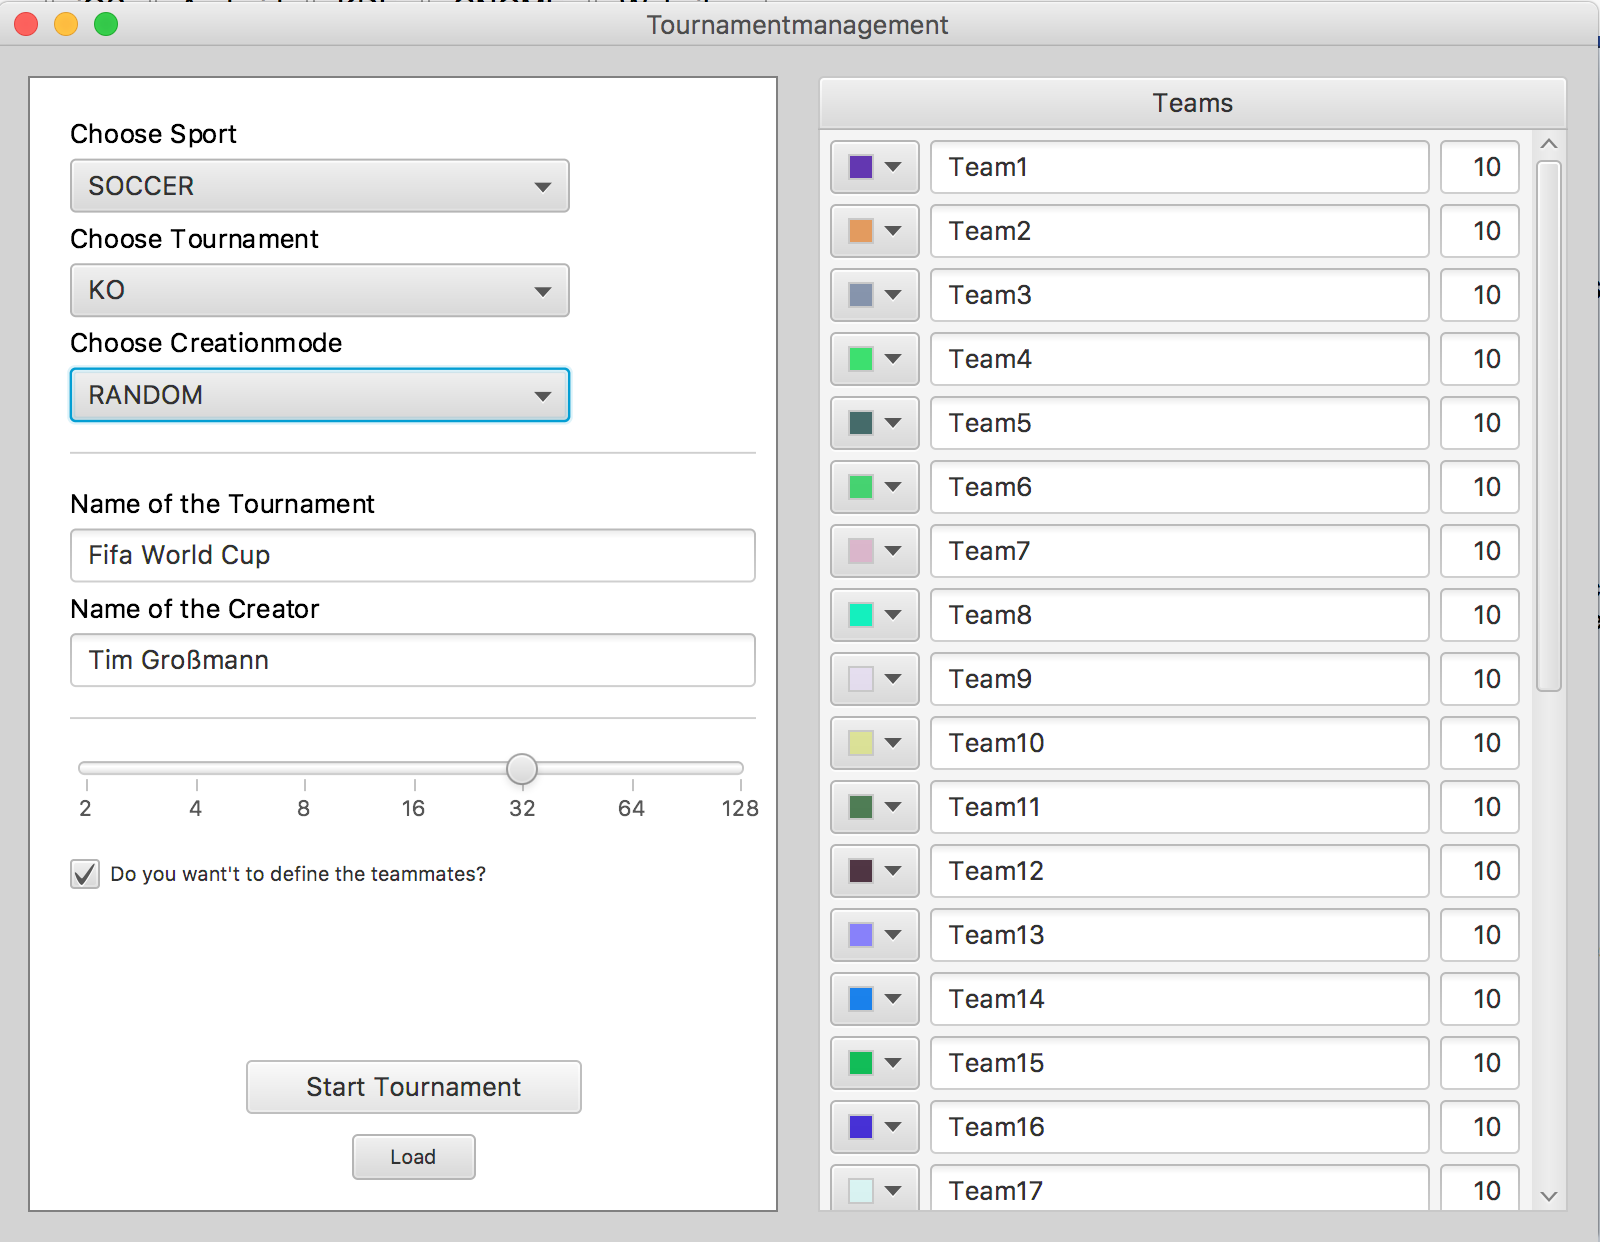 Tournamentmanagement
Choose Sport
SOCCER
Choose Tournament
KO
Choose Creationmode
RANDOM
Name of the Tournament
Fifa World Cup
Name of the Creator
Tim Großmann
2 4 8 16 32 64 128
Do you want't to define the teammates?
Start Tournament
Load
Teams
Team1 10
Team2 10
Team3 10
Team4 10
Team5 10
Team6 10
Team7 10
Team8 10
Team9 10
Team10 10
Team11 10
Team12 10
Team13 10
Team14 10
Team15 10
Team16 10
Team17 10